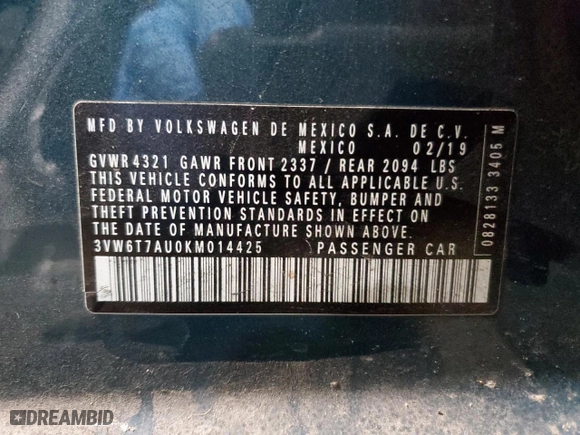 MFD BY VOLKSWAGEN DE MEXICO S.A. DE C.V.
MEXICO 02/19
GVWR4321 GAWR FRONT 2337 / REAR 2094 LBS
THIS VEHICLE CONFORMS TO ALL APPLICABLE U.S.
FEDERAL MOTOR VEHICLE SAFETY, BUMPER AND
THEFT PREVENTION STANDARDS IN EFFECT ON
THE DATE OF MANUFACTURE SHOWN ABOVE.
3VW6T7AU0KM014425 PASSENGER CAR
0828133 3405 M
DREAMBID